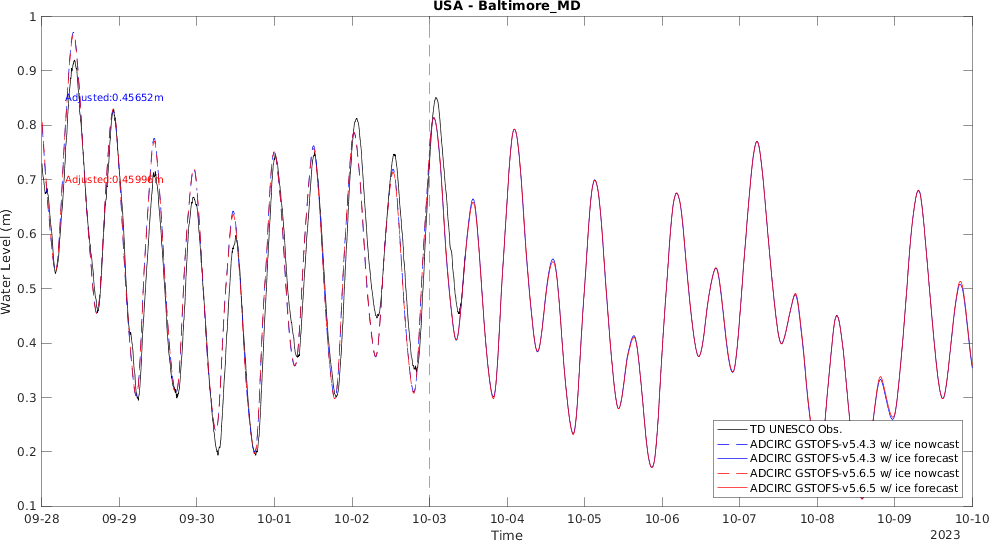 USA - Baltimore_MD
1
0.9
0.8
0.7
0.6
0.5
0.4
0.3
0.2
0.1
Water Level (m)
Adjusted:0.45652m
Adjusted:0.45996m
TD UNESCO Obs.
ADCIRC GSTOFS-v5.4.3 w/ ice nowcast
ADCIRC GSTOFS-v5.4.3 w/ ice forecast
ADCIRC GSTOFS-v5.6.5 w/ ice nowcast
ADCIRC GSTOFS-v5.6.5 w/ ice forecast
09-28 09-29 09-30 10-01 10-02 10-03 10-04 10-05 10-06 10-07 10-08 10-09 10-10
Time
2023